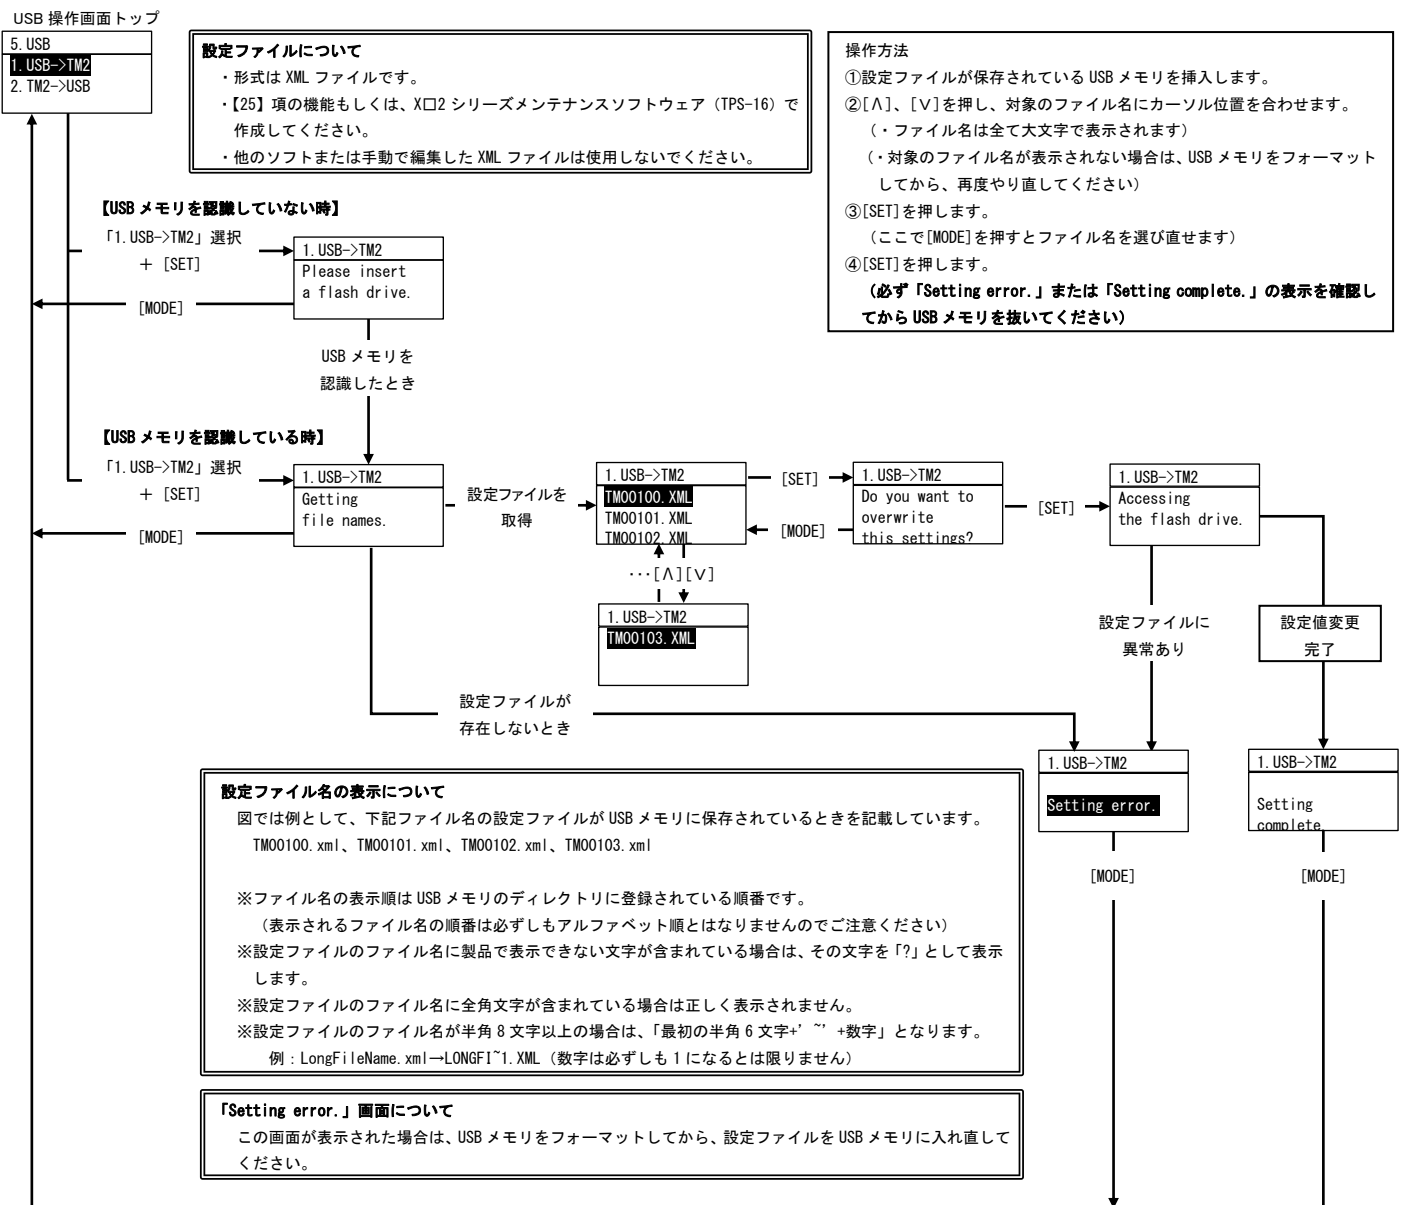 USB 操作画面トップ
5.USB
1.USB->TM2
2.TM2->USB
設定ファイルについて
・形式は XML ファイルです。
・【25】項の機能もしくは、X□2 シリーズメンテナンスソフトウェア（TPS-16）で
作成してください。
・他のソフトまたは手動で編集した XML ファイルは使用しないでください。
操作方法
①設定ファイルが保存されている USB メモリを挿入します。
②[Λ]、[V]を押し、対象のファイル名にカーソル位置を合わせます。
（・ファイル名は全て大文字で表示されます）
（・対象のファイル名が表示されない場合は、USB メモリをフォーマット
してから、再度やり直してください）
③[SET]を押します。
（ここで[MODE]を押すとファイル名を選び直せます）
④[SET]を押します。
（必ず「Setting error.」または「Setting complete.」の表示を確認し
てから USB メモリを抜いてください）
【USB メモリを認識していない時】
「1.USB->TM2」選択
＋ [SET]
[MODE]
1.USB->TM2
Please insert
a flash drive.
USB メモリを
認識したとき
【USB メモリを認識している時】
「1.USB->TM2」選択
＋ [SET]
[MODE]
1.USB->TM2
Getting
file names.
設定ファイルを
取得
1.USB->TM2
TM00100.XML
TM00101.XML
TM00102.XML
[SET]
[MODE]
1.USB->TM2
Do you want to
overwrite
this settings?
[SET]
1.USB->TM2
Accessing
the flash drive.
･･･[Λ][V]
1.USB->TM2
TM00103.XML
設定ファイルに
異常あり
設定値変更
完了
設定ファイルが
存在しないとき
1.USB->TM2
Setting error.
[MODE]
1.USB->TM2
Setting
complete
[MODE]
設定ファイル名の表示について
図では例として、下記ファイル名の設定ファイルが USB メモリに保存されているときを記載しています。
TM00100.xml、TM00101.xml、TM00102.xml、TM00103.xml
※ファイル名の表示順は USB メモリのディレクトリに登録されている順番です。
（表示されるファイル名の順番は必ずしもアルファベット順とはなりませんのでご注意ください）
※設定ファイルのファイル名に製品で表示できない文字が含まれている場合は、その文字を「?」として表示
します。
※設定ファイルのファイル名に全角文字が含まれている場合は正しく表示されません。
※設定ファイルのファイル名が半角 8 文字以上の場合は、「最初の半角 6 文字+’~’+数字」となります。
例：LongFileName.xml→LONGFI~1.XML（数字は必ずしも 1 になるとは限りません）
「Setting error.」画面について
この画面が表示された場合は、USB メモリをフォーマットしてから、設定ファイルを USB メモリに入れ直して
ください。